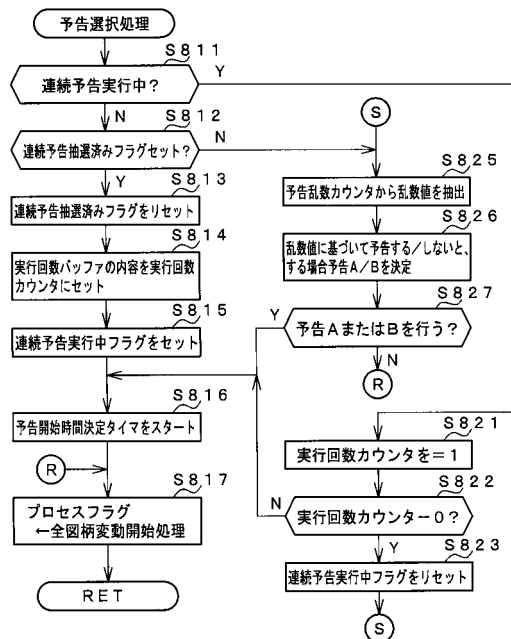 予告選択処理
S811
連続予告実行中?
Y
N
S812
連続予告抽選済みフラグセット?
N
Y
S813
連続予告抽選済みフラグをリセット
S814
実行回数バッファの内容を実行回数
カウンタにセット
S815
連続予告実行中フラグをセット
S816
予告開始時間決定タイマをスタート
R
S817
プロセスフラグ
←全図柄変動開始処理
RET
S
S825
予告乱数カウンタから乱数値を抽出
S826
乱数値に基づいて予告する/しないと、
する場合予告A/Bを決定
S827
予告AまたはBを行う?
Y
N
R
S821
実行回数カウンタを=1
S822
実行回数カウンター0?
N
Y
S823
連続予告実行中フラグをリセット
S